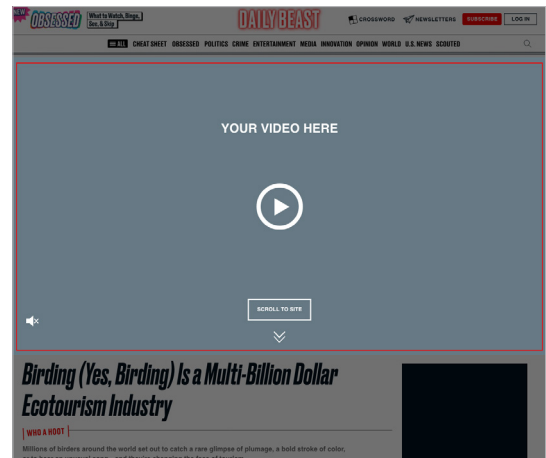 NEW
OBSESSED
What to Watch, Binge,
See, & Skip
DAILY BEAST
CROSSWORD
NEWSLETTERS
SUBSCRIBE
LOG IN
ALL CHEAT SHEET OBSESSED POLITICS CRIME ENTERTAINMENT MEDIA INNOVATION OPINION WORLD U.S. NEWS SCOUTED
YOUR VIDEO HERE
SCROLL TO SITE
Birding (Yes, Birding) Is a Multi-Billion Dollar
Ecotourism Industry
WHO A HOOT
Millions of birders around the world set out to catch a rare glimpse of plumage, a bold stroke of color,